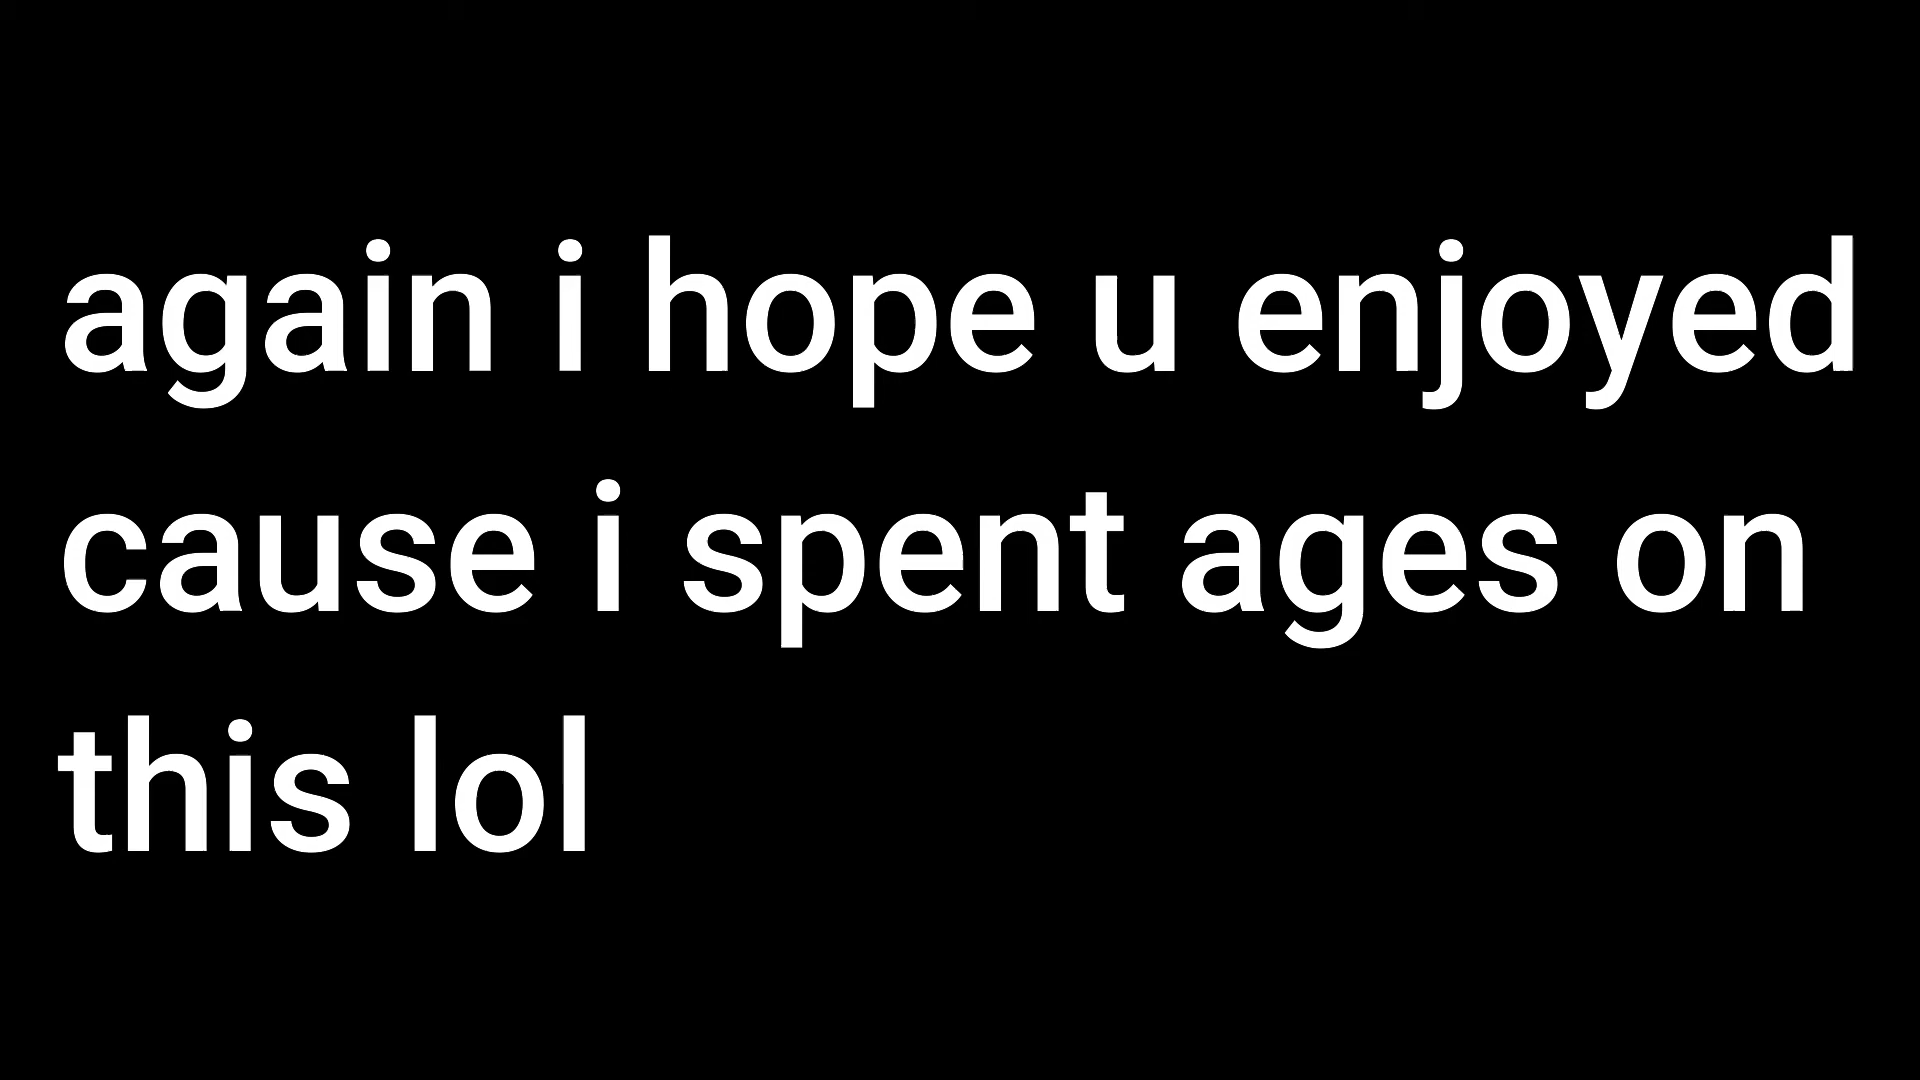 again i hope u enjoyed
cause i spent ages on
this lol